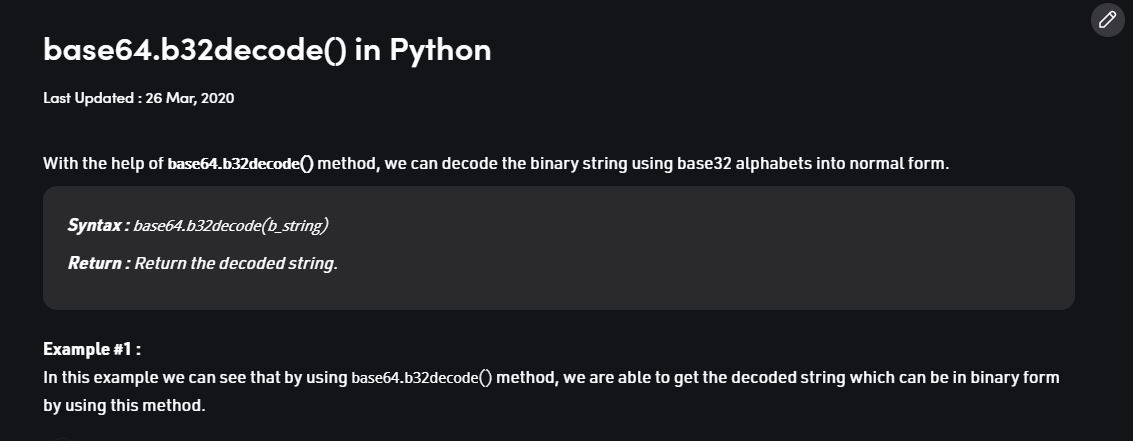 base64.b32decode() in Python
Last Updated : 26 Mar, 2020
With the help of base64.b32decode() method, we can decode the binary string using base32 alphabets into normal form.
Syntax : base64.b32decode(b_string)
Return : Return the decoded string.
Example #1 :
In this example we can see that by using base64.b32decode() method, we are able to get the decoded string which can be in binary form
by using this method.